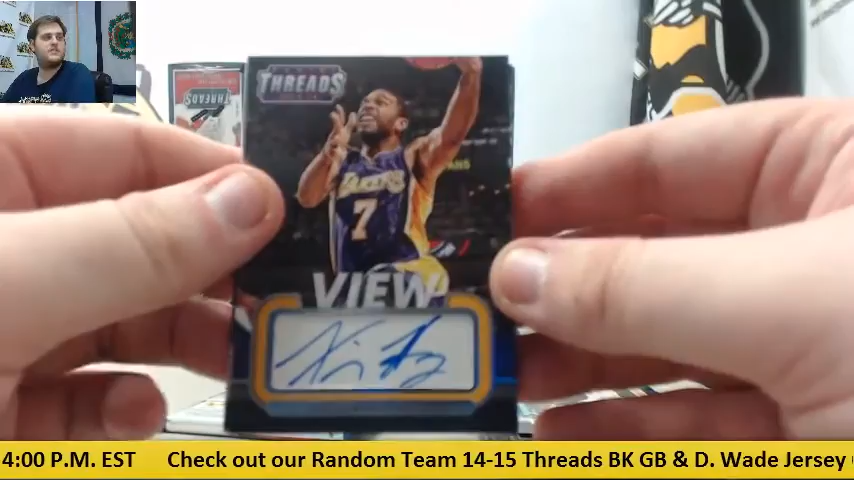 THREADS
THREADS
LAKERS
7
VIEW
4:00 P.M. EST Check out our Random Team 14-15 Threads BK GB & D. Wade Jersey